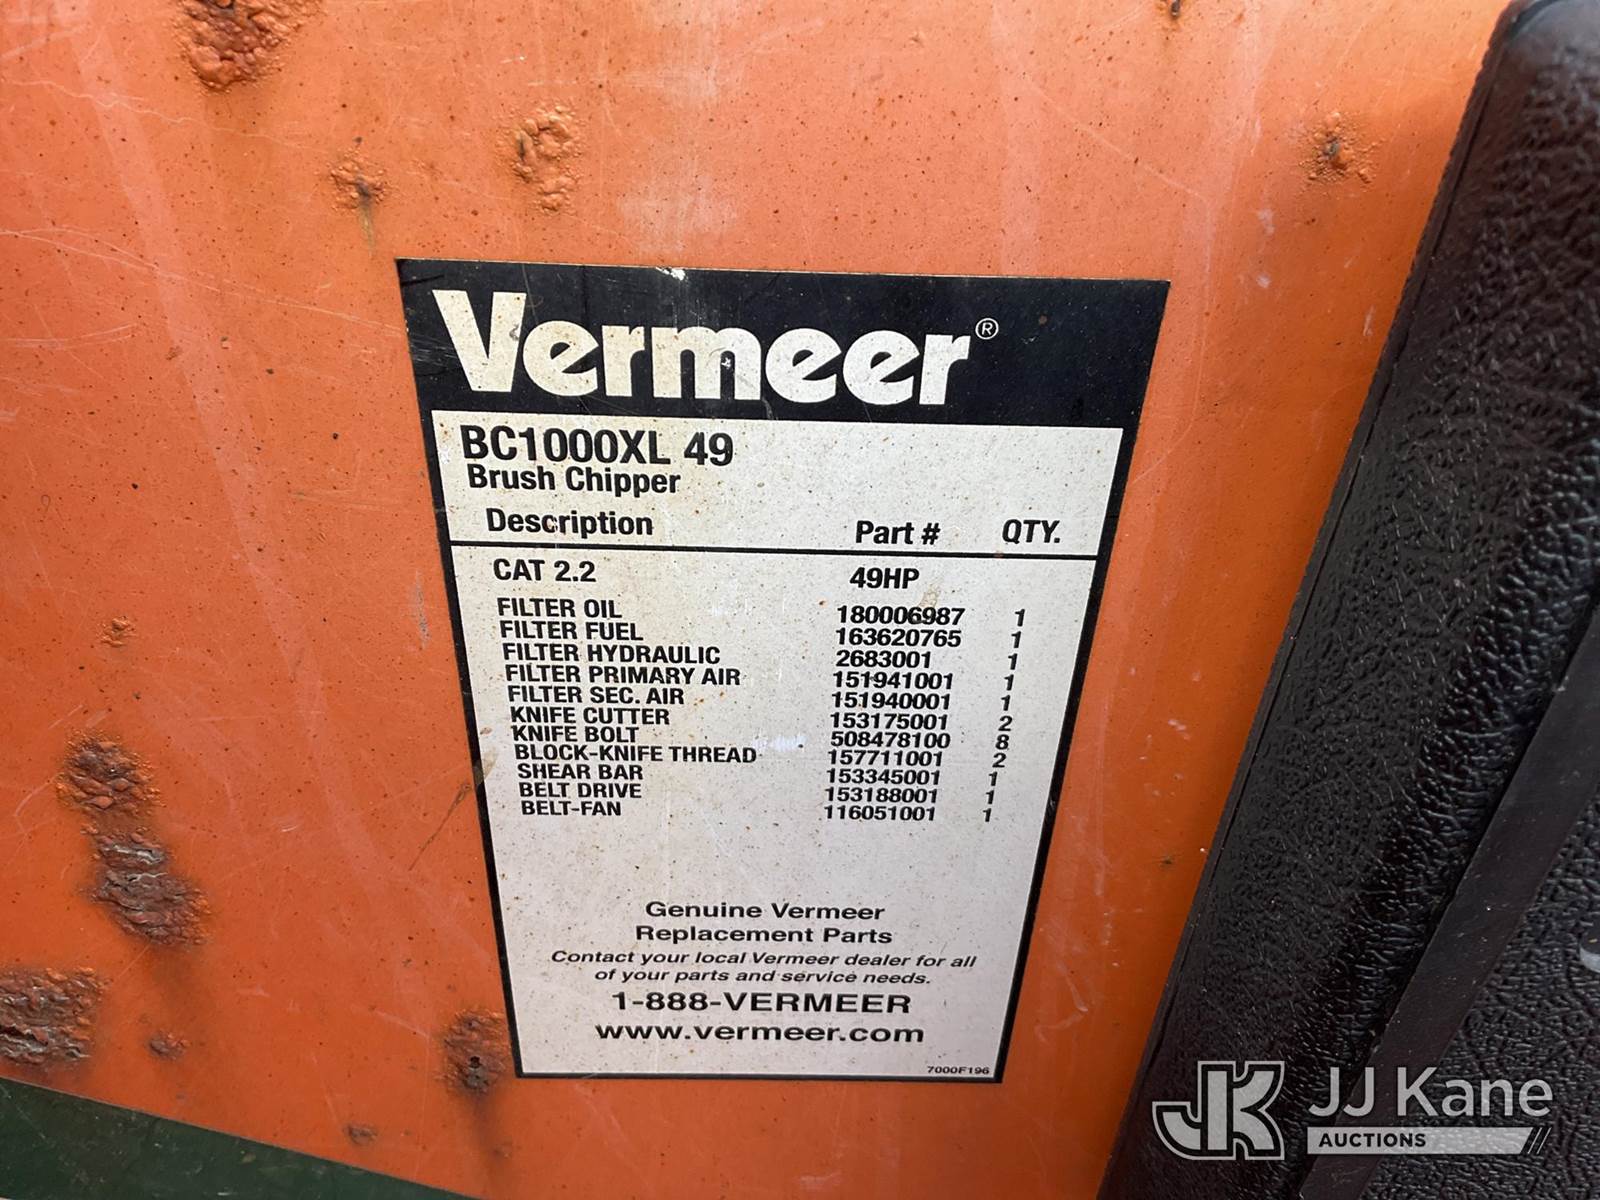 Vermeer®
BC1000XL 49
Brush Chipper
Description Part # QTY.
CAT 2.2 49HP
FILTER OIL 180006987 1
FILTER FUEL 163620765 1
FILTER HYDRAULIC 2683001 1
FILTER PRIMARY AIR 151941001 1
FILTER SEC. AIR 151940001 1
KNIFE CUTTER 153175001 2
KNIFE BOLT 508478100 8
BLOCK-KNIFE THREAD 157711001 2
SHEAR BAR 153345001 1
BELT DRIVE 153188001 1
BELT-FAN 116051001 1
Genuine Vermeer
Replacement Parts
Contact your local Vermeer dealer for all
of your parts and service needs.
1-888-VERMEER
www.vermeer.com
7000F196
JK JJ Kane
AUCTIONS